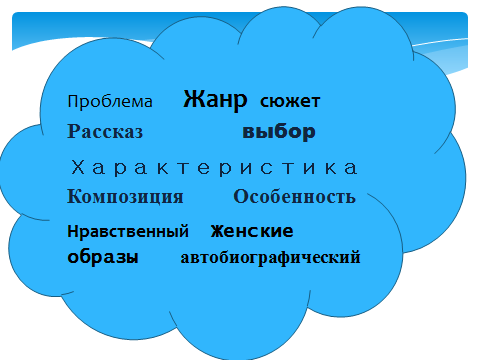 Проблема Жанр сюжет
Рассказ выбор
Характеристика
Композиция Особенность
Нравственный Женские
образы автобиографический